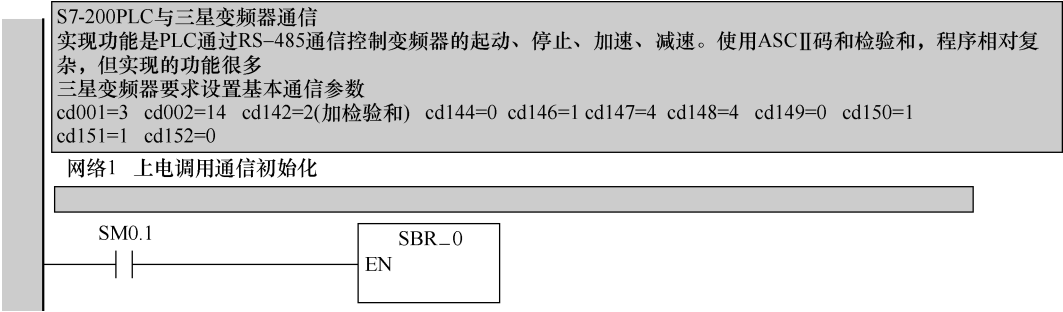 S7-200PLC与三星变频器通信
实现功能是PLC通过RS-485通信控制变频器的起动、停止、加速、减速。使用ASCⅡ码和检验和，程序相对复
杂，但实现的功能很多
三星变频器要求设置基本通信参数
cd001=3 cd002=14 cd142=2(加检验和) cd144=0 cd146=1 cd147=4 cd148=4 cd149=0 cd150=1
cd151=1 cd152=0
网络1 上电调用通信初始化
SM0.1
SBR_0
EN